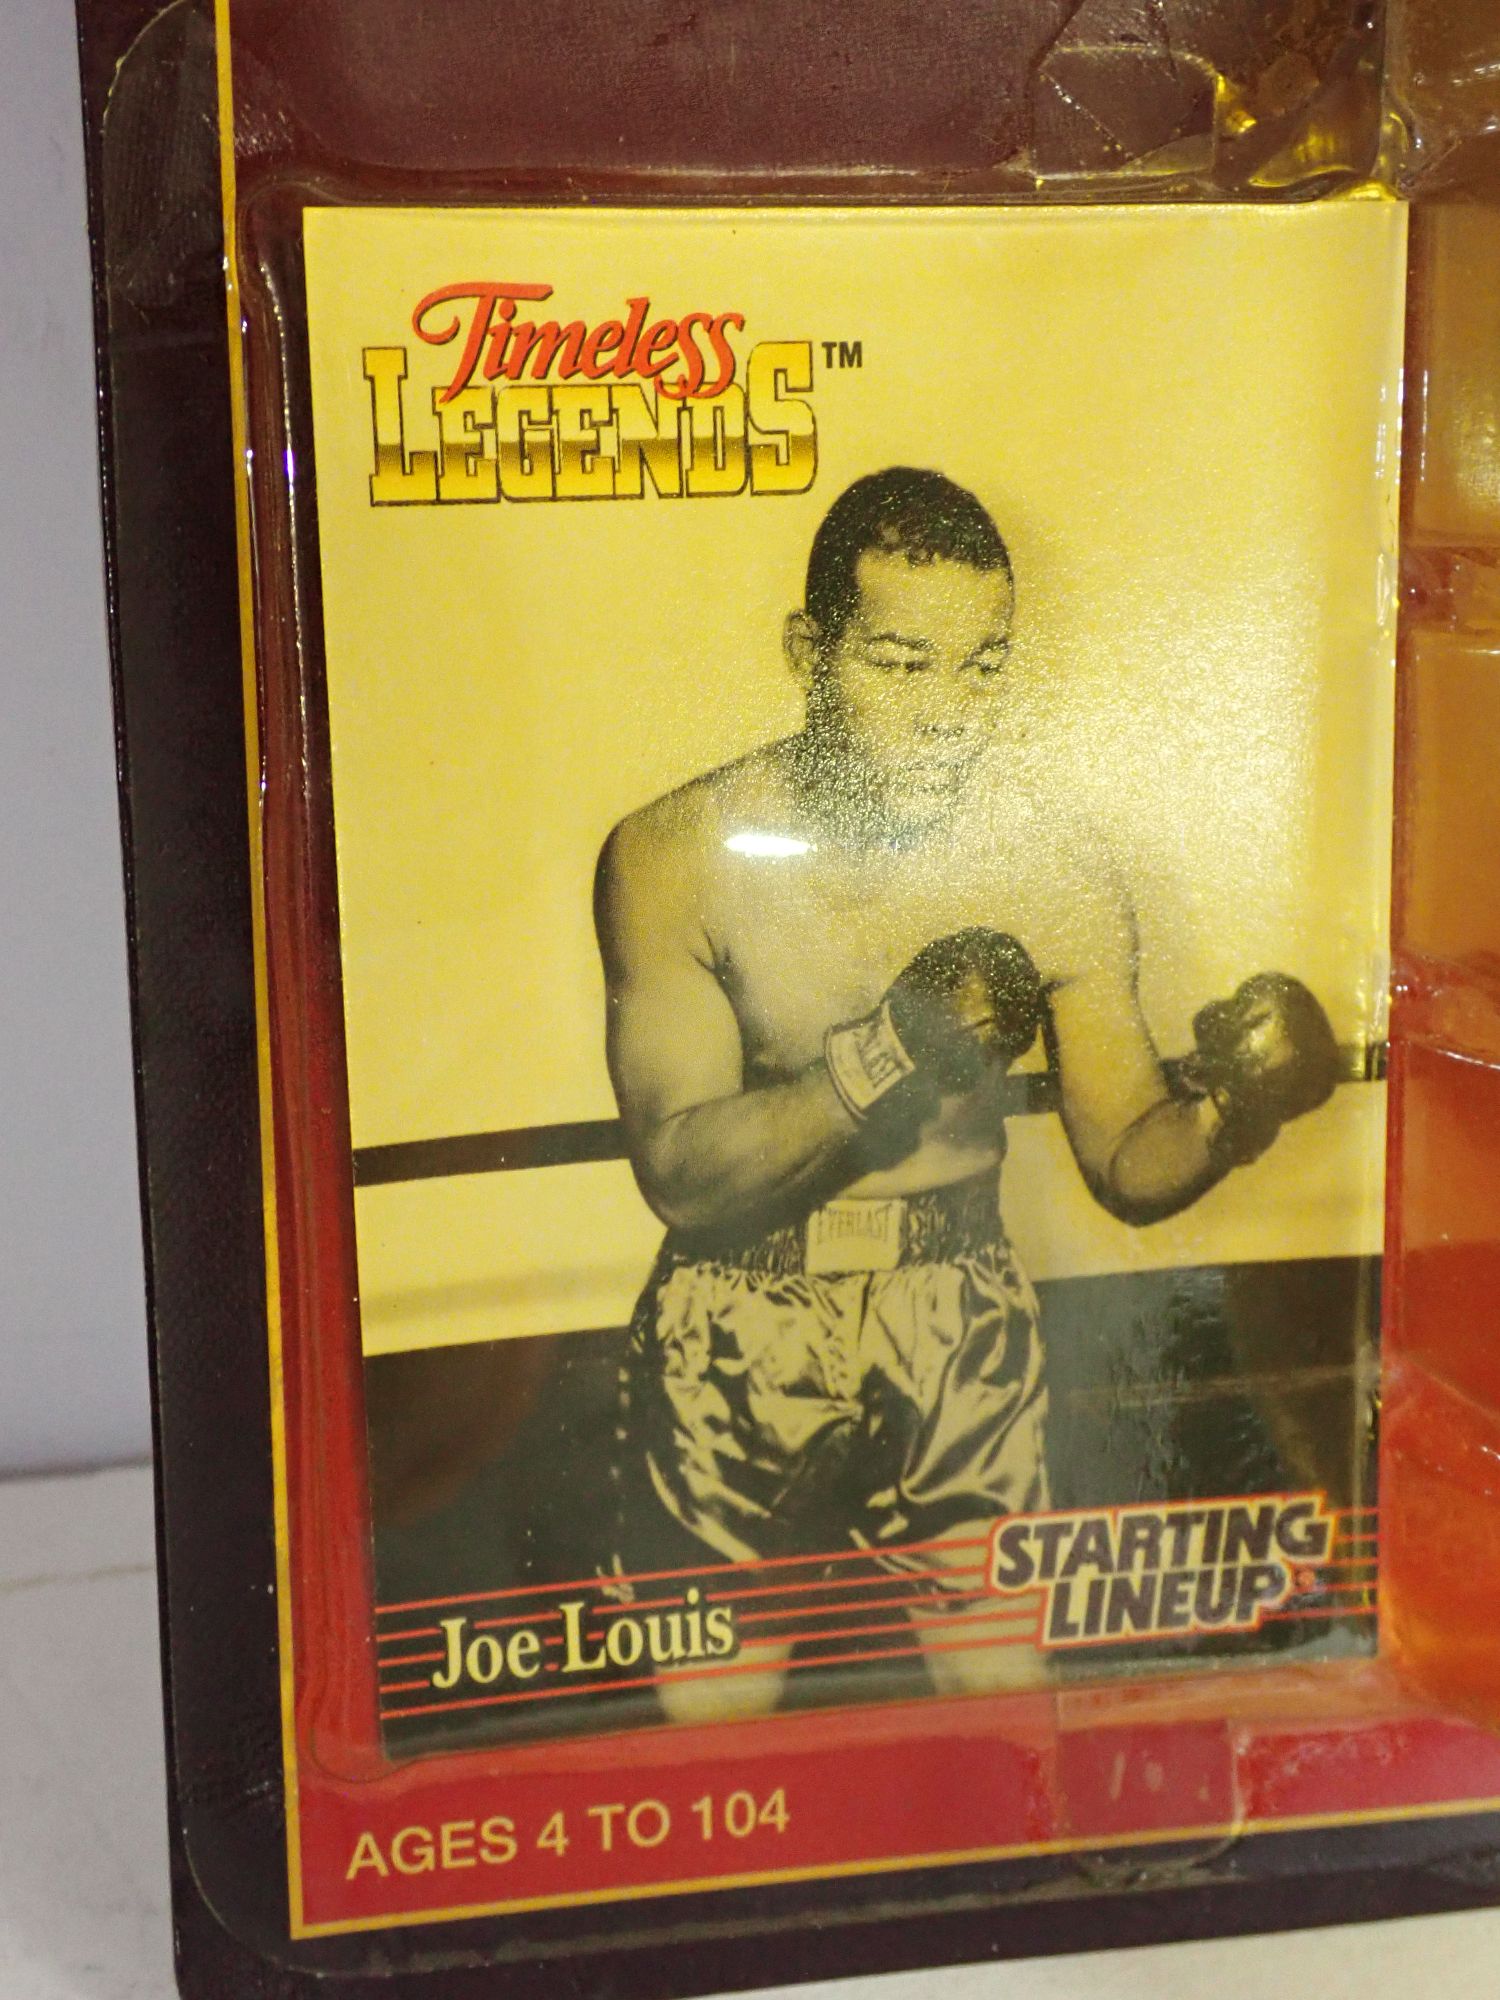 Timeless
LEGENDS™
EVERLAST
STARTING
LINEUP
Joe Louis
AGES 4 TO 104